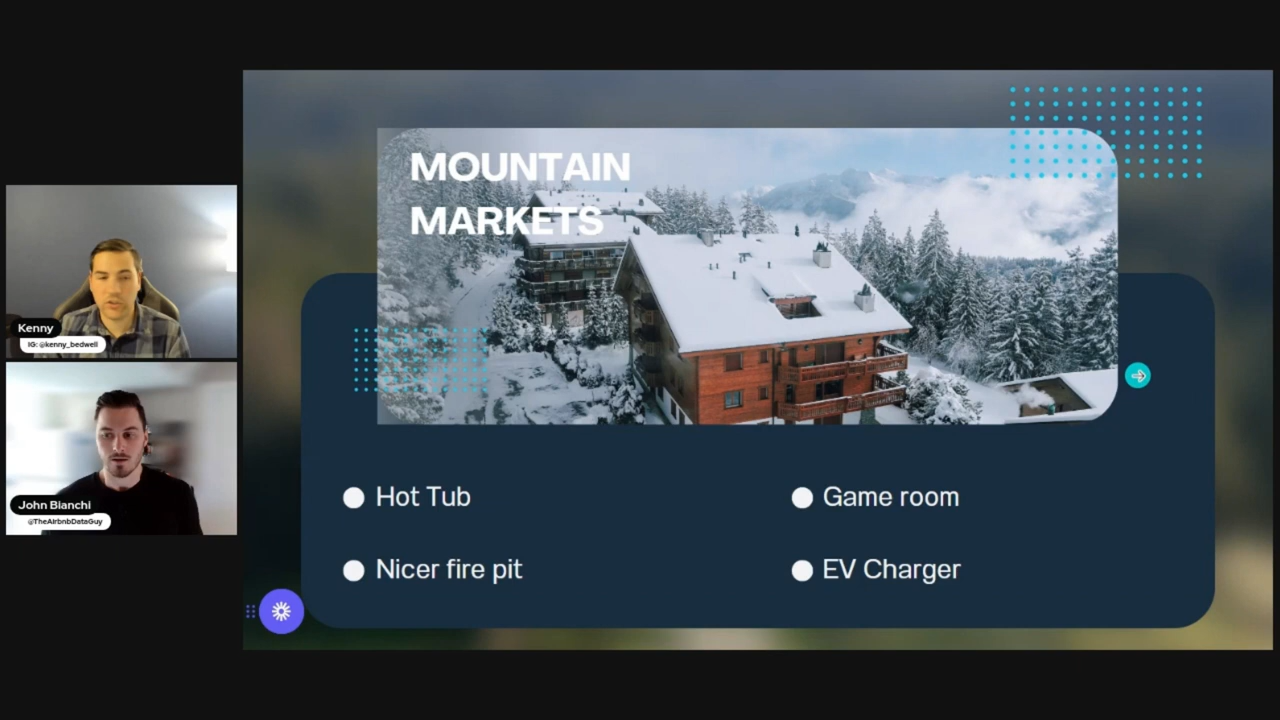 MOUNTAIN
MARKETS
Kenny
IG: @kenny_bedwell
John Bianchi
@TheAirbnbDataGuy
Hot Tub
Game room
Nicer fire pit
EV Charger